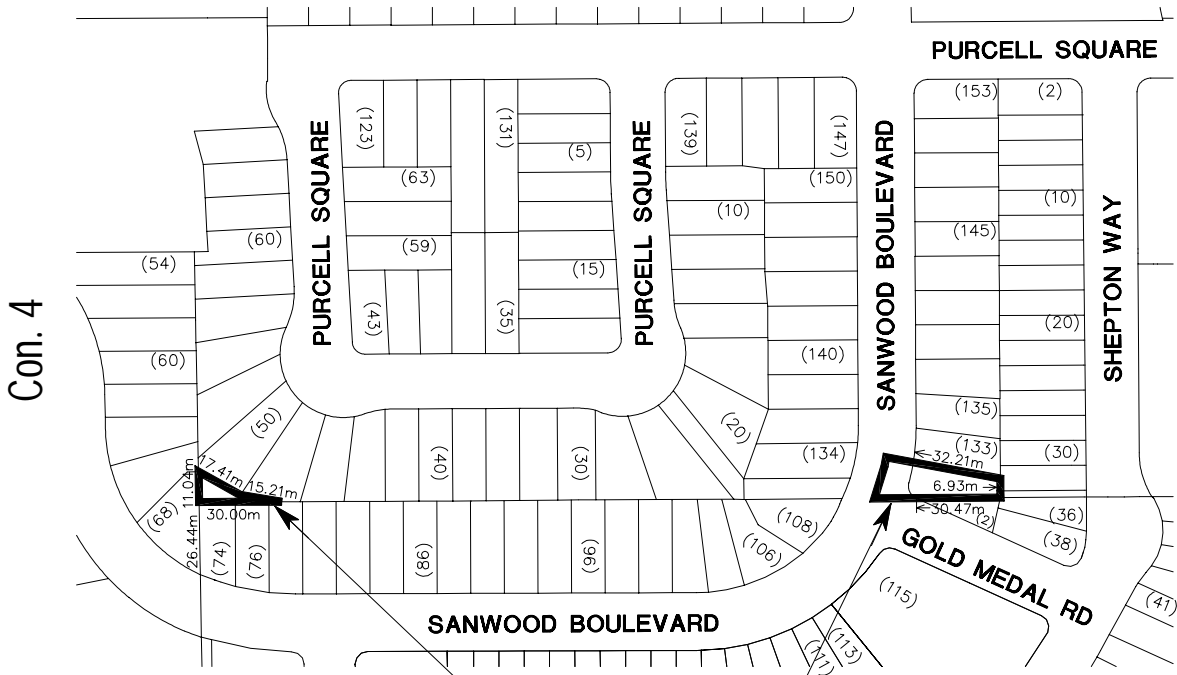 PURCELL SQUARE
(153)
(2)
(123)
(131)
(139)
(147)
PURCELL SQUARE
PURCELL SQUARE
SANWOOD BOULEVARD
(5)
(63)
(150)
(10)
(10)
(60)
(59)
(145)
SHEPTON WAY
(54)
(15)
(43)
(35)
(20)
Con. 4
(60)
(140)
(50)
(135)
(20)
(40)
(30)
(134)
(133)
(30)
17.41m
32.21m
11.04m
15.21m
6.93m
30.00m
30.47m
(2)
(36)
(68)
(108)
(38)
26.44m
(74)
(76)
(98)
(96)
(106)
GOLD MEDAL RD
(115)
(41)
SANWOOD BOULEVARD
(113)
(111)